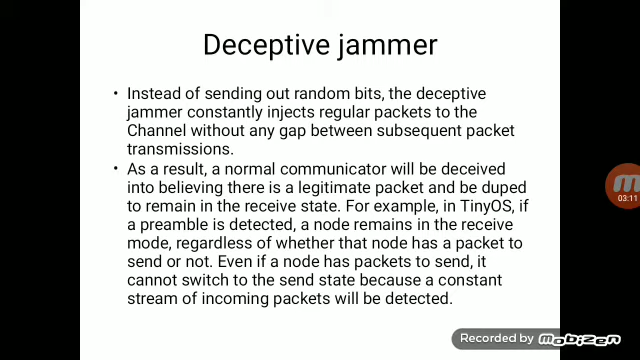 Deceptive jammer
• Instead of sending out random bits, the deceptive
jammer constantly injects regular packets to the
Channel without any gap between subsequent packet
transmissions.
• As a result, a normal communicator will be deceived
into believing there is a legitimate packet and be duped
to remain in the receive state. For example, in TinyOS, if
a preamble is detected, a node remains in the receive
mode, regardless of whether that node has a packet to
send or not. Even if a node has packets to send, it
cannot switch to the send state because a constant
stream of incoming packets will be detected.
03:11
Recorded by mobizen